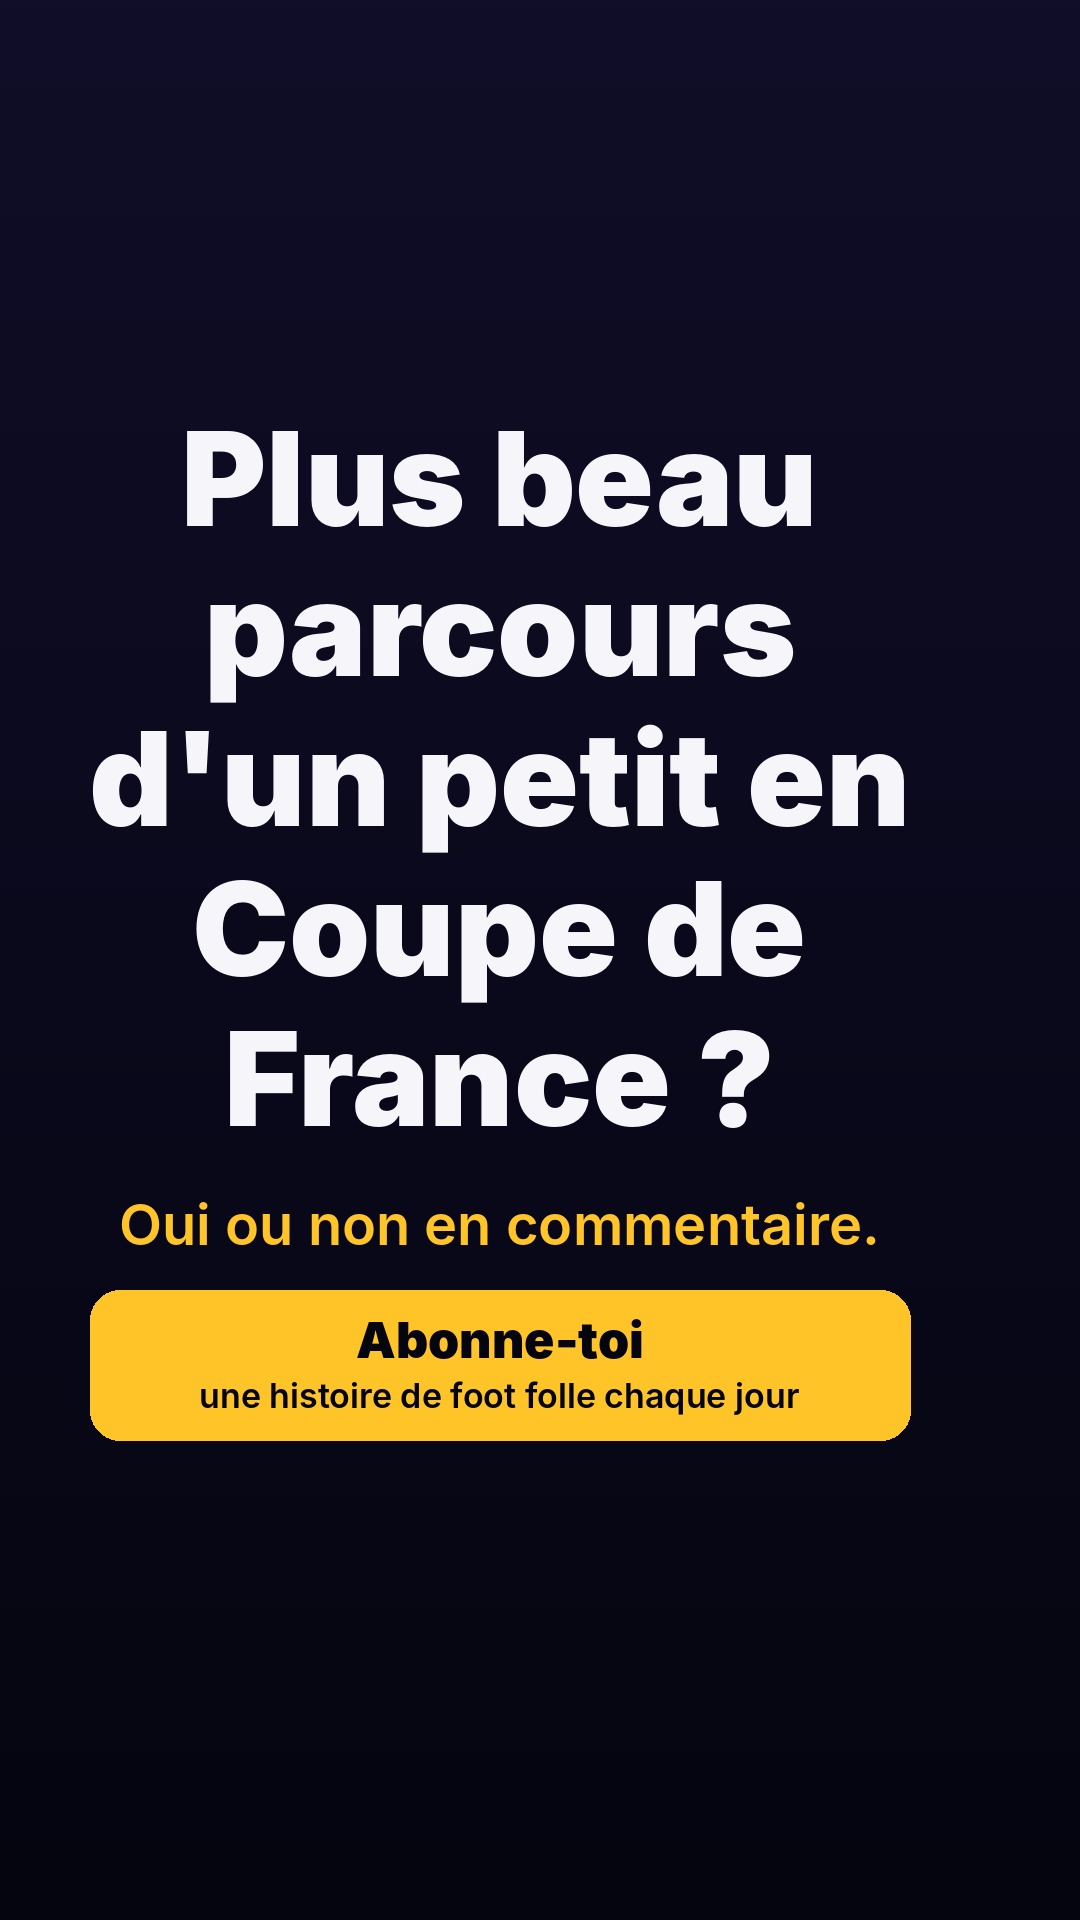 Plus beau
parcours
d'un petit en
Coupe de
France ?
Oui ou non en commentaire.
Abonne-toi
une histoire de foot folle chaque jour